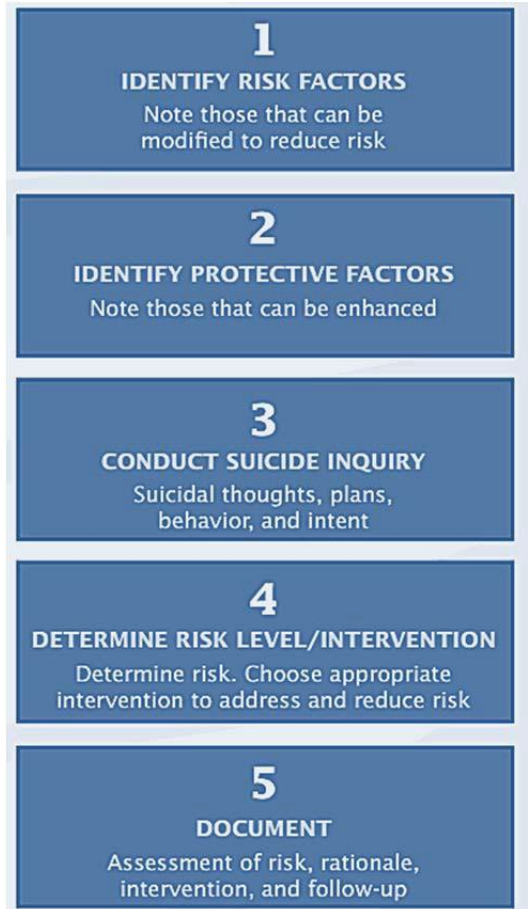 1
IDENTIFY RISK FACTORS
Note those that can be
modified to reduce risk
2
IDENTIFY PROTECTIVE FACTORS
Note those that can be enhanced
3
CONDUCT SUICIDE INQUIRY
Suicidal thoughts, plans,
behavior, and intent
4
DETERMINE RISK LEVEL/INTERVENTION
Determine risk. Choose appropriate
intervention to address and reduce risk
5
DOCUMENT
Assessment of risk, rationale,
intervention, and follow-up